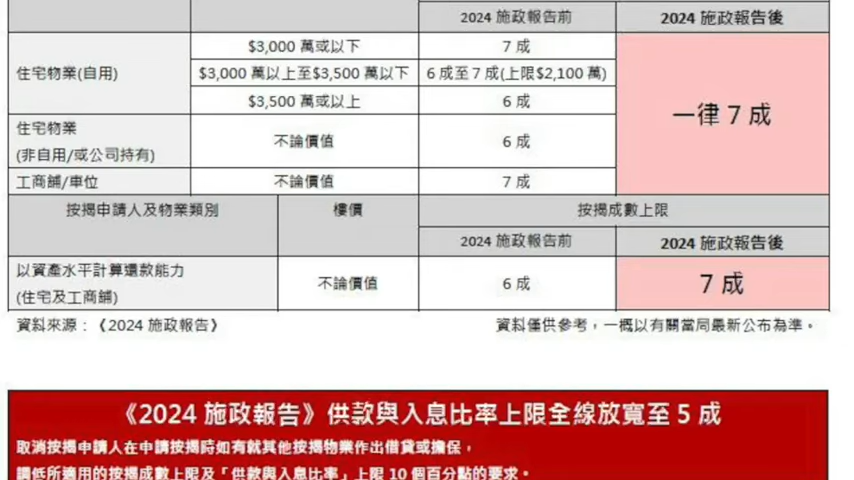 2024 施政報告前 2024 施政報告後
住宅物業(自用) $3,000 萬或以下 7 成 一律 7 成
$3,000 萬以上至$3,500 萬以下 6 成至 7 成(上限$2,100 萬)
$3,500 萬或以上 6 成
住宅物業
(非自用/或公司持有) 不論價值 6 成
工商舖/車位 不論價值 7 成
按揭申請人及物業類別 樓價 按揭成數上限
2024 施政報告前 2024 施政報告後
以資產水平計算還款能力
(住宅及工商舖) 不論價值 6 成 7 成
資料來源：《2024 施政報告》 資料僅供參考，一概以有關當局最新公布為準。
《2024 施政報告》供款與入息比率上限全線放寬至 5 成
取消按揭申請人在申請按揭時如有就其他按揭物業作出借貸或擔保，
調低所適用的按揭成數上限及「供款與入息比率」上限 10 個百分點的要求。